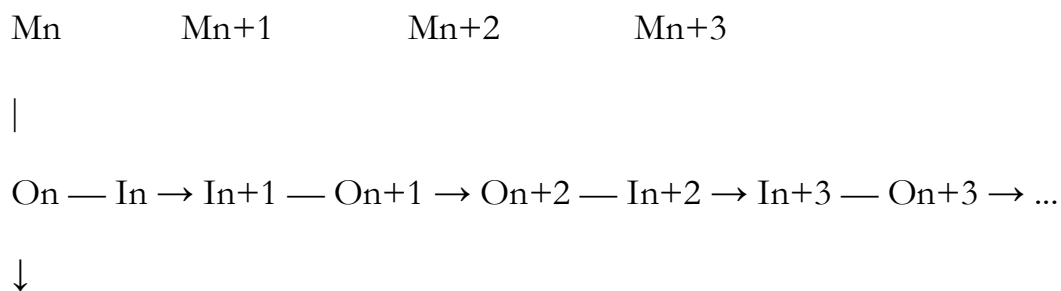 Mn Mn+1 Mn+2 Mn+3
|
On — In → In+1 — On+1 → On+2 — In+2 → In+3 — On+3 → ...
↓